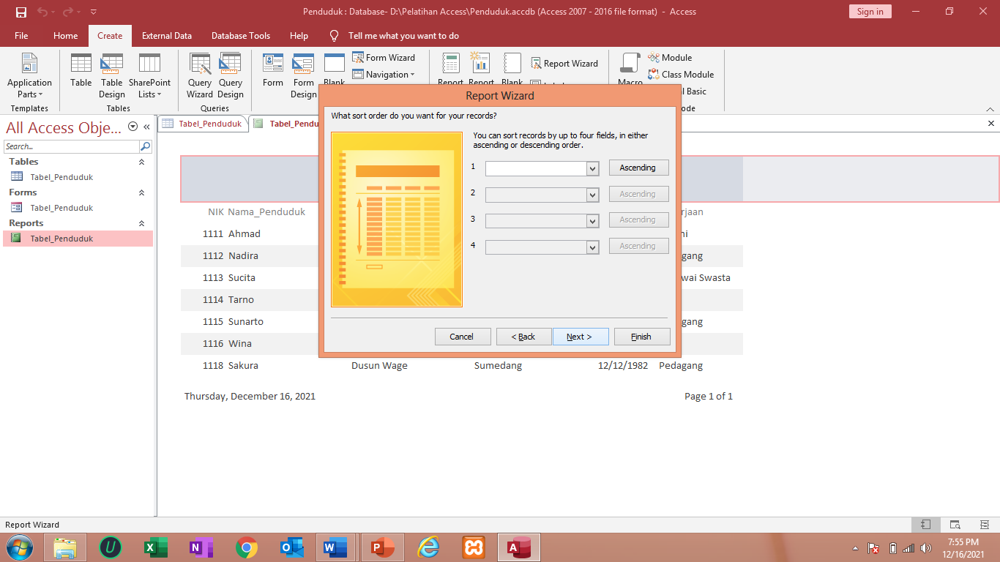 Penduduk : Database- D:\Pelatihan Access\Penduduk.accdb (Access 2007 - 2016 file format) - Access
Sign in
File Home Create External Data Database Tools Help Tell me what you want to do
Application Parts
Table
Table Design
SharePoint Lists
Query Wizard
Query Design
Form
Form Design
Blank
Form Wizard
Navigation
Report
Report
Blank
Report Wizard
Macro
Module
Class Module
l Basic
Templates
Tables
Queries
ode
All Access Obje...
Search...
Tables
Tabel_Penduduk
Forms
Tabel_Penduduk
Reports
Tabel_Penduduk
Tabel_Penduduk
Tabel_Pendu
NIK Nama_Penduduk rjaan
1111 Ahmad ni
1112 Nadira gang
1113 Sucita wai Swasta
1114 Tarno
1115 Sunarto gang
1116 Wina
1118 Sakura Dusun Wage Sumedang 12/12/1982 Pedagang
Thursday, December 16, 2021 Page 1 of 1
Report Wizard
What sort order do you want for your records?
You can sort records by up to four fields, in either
ascending or descending order.
1 Ascending
2 Ascending
3 Ascending
4 Ascending
Cancel < Back Next > Finish
Report Wizard
7:55 PM
12/16/2021